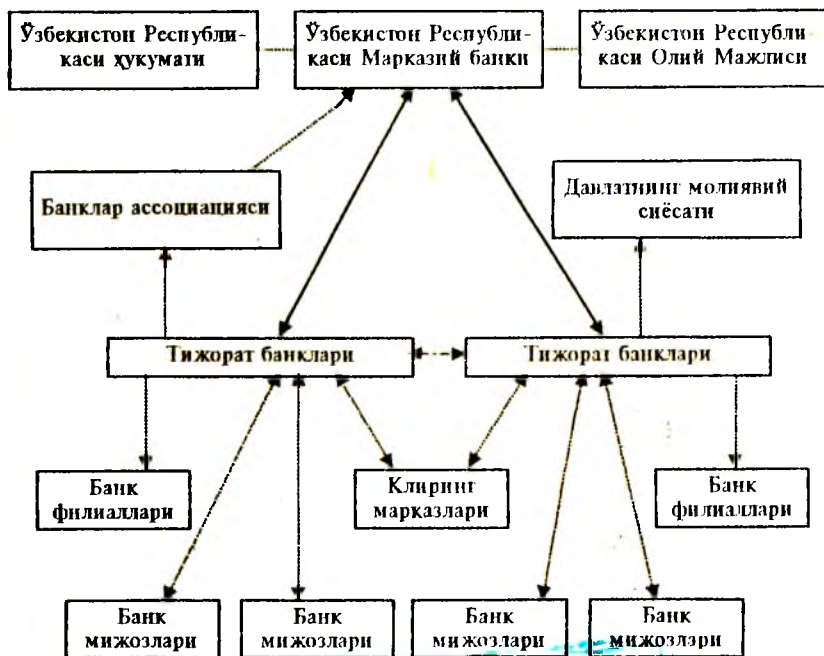 Ўзбекистон Республи-
каси ҳукумати
Ўзбекистон Республи-
каси Марказий банки
Ўзбекистон Республи-
каси Олий Мажлиси
Банклар ассоциацияси
Давлатнинг молиявий
сиёсати
Тижорат банклари
Тижорат банклари
Банк
филиаллари
Клиринг
марказлари
Банк
филиаллари
Банк
мижозлари
Банк
мижозлари
Банк
мижозлари
Банк
мижозлари